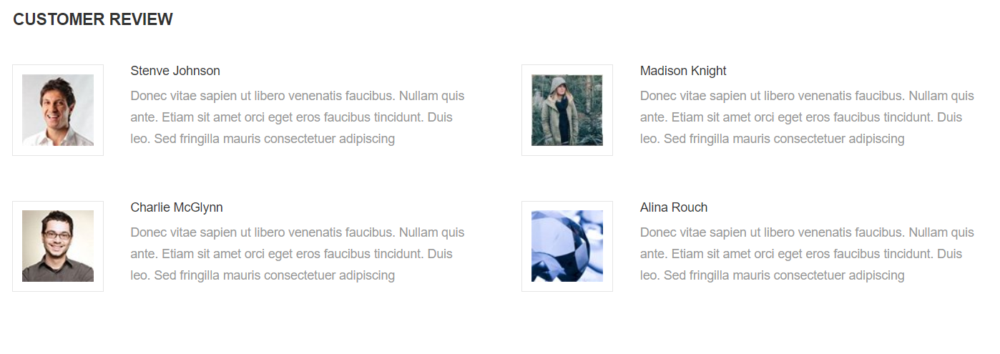 CUSTOMER REVIEW
Stenve Johnson
Donec vitae sapien ut libero venenatis faucibus. Nullam quis
ante. Etiam sit amet orci eget eros faucibus tincidunt. Duis
leo. Sed fringilla mauris consectetuer adipiscing
Madison Knight
Donec vitae sapien ut libero venenatis faucibus. Nullam quis
ante. Etiam sit amet orci eget eros faucibus tincidunt. Duis
leo. Sed fringilla mauris consectetuer adipiscing
Charlie McGlynn
Donec vitae sapien ut libero venenatis faucibus. Nullam quis
ante. Etiam sit amet orci eget eros faucibus tincidunt. Duis
leo. Sed fringilla mauris consectetuer adipiscing
Alina Rouch
Donec vitae sapien ut libero venenatis faucibus. Nullam quis
ante. Etiam sit amet orci eget eros faucibus tincidunt. Duis
leo. Sed fringilla mauris consectetuer adipiscing